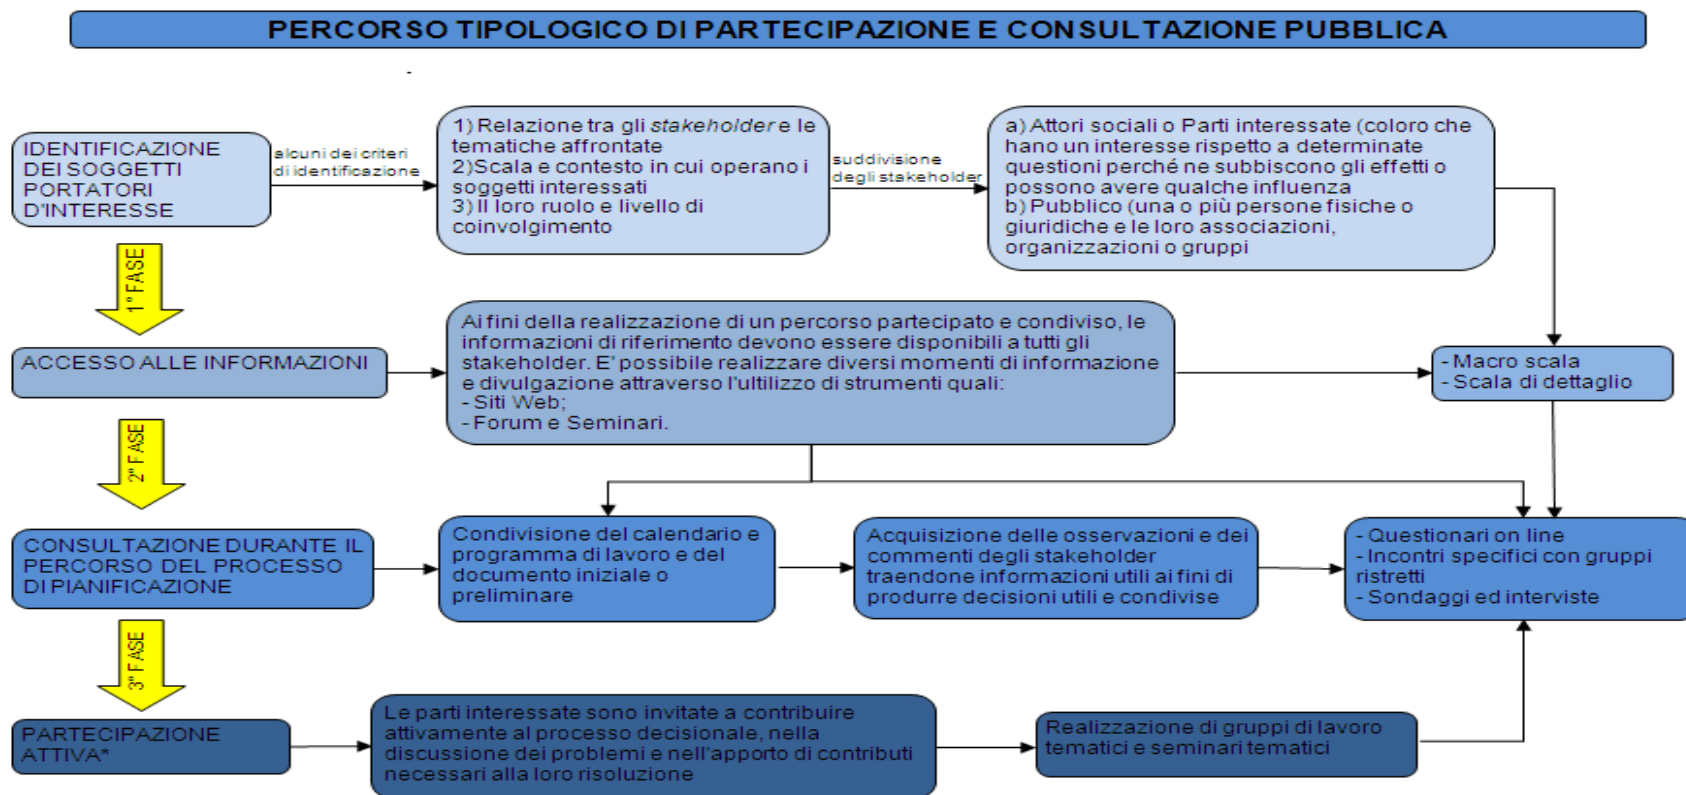 PERCORSO TIPOLOGICO DI PARTECIPAZIONE E CONSULTAZIONE PUBBLICA
IDENTIFICAZIONE
DEI SOGGETTI
PORTATORI
D'INTERESSE
alcuni dei criteri
di identificazione
1) Relazione tra gli stakeholder e le
tematiche affrontate
2)Scala e contesto in cui operano i
soggetti interessati
3) Il loro ruolo e livello di
coinvolgimento
suddivisione
degli stakeholder
a) Attori sociali o Parti interessate (coloro che
hano un interesse rispetto a determinate
questioni perché ne subbiscono gli effetti o
possono avere qualche influenza
b) Pubblico (una o più persone fisiche o
giuridiche e le loro associazioni,
organizzazioni o gruppi
1° FASE
ACCESSO ALLE INFORMAZIONI
Ai fini della realizzazione di un percorso partecipato e condiviso, le
informazioni di riferimento devono essere disponibili a tutti gli
stakeholder. E' possibile realizzare diversi momenti di informazione
e divulgazione attraverso l'ultilizzo di strumenti quali:
- Siti Web;
- Forum e Seminari.
- Macro scala
- Scala di dettaglio
2° FASE
CONSULTAZIONE DURANTE IL
PERCORSO DEL PROCESSO
DI PIANIFICAZIONE
Condivisione del calendario e
programma di lavoro e del
documento iniziale o
preliminare
Acquisizione delle osservazioni e dei
commenti degli stakeholder
traendone informazioni utili ai fini di
produrre decisioni utili e condivise
- Questionari on line
- Incontri specifici con gruppi
ristretti
- Sondaggi ed interviste
3° FASE
PARTECIPAZIONE
ATTIVA*
Le parti interessate sono invitate a contribuire
attivamente al processo decisionale, nella
discussione dei problemi e nell'apporto di contributi
necessari alla loro risoluzione
Realizzazione di gruppi di lavoro
tematici e seminari tematici